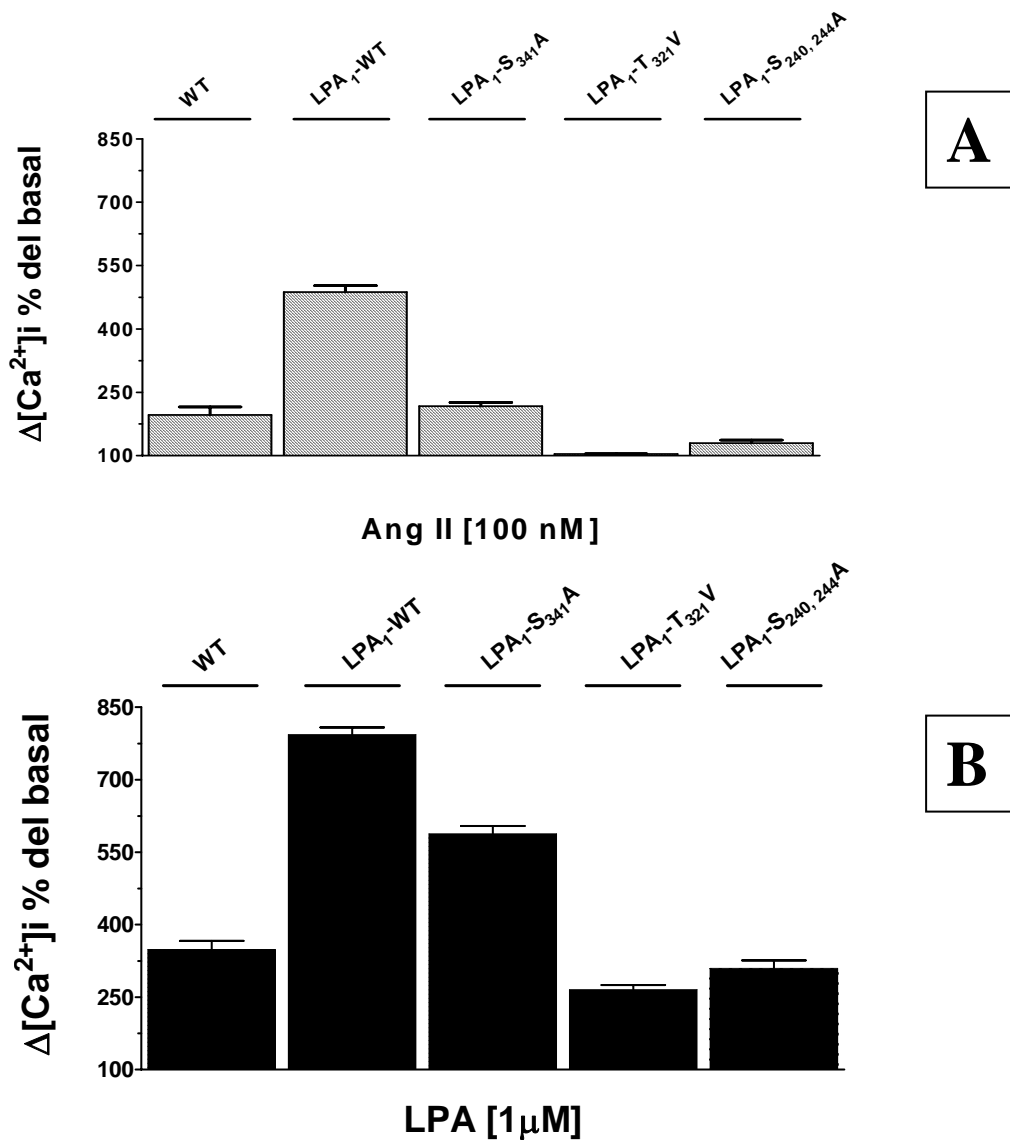 WT LPA₁-WT LPA₁-S₃₄₁A LPA₁-T₃₂₁V LPA₁-S₂₄₀, ₂₄₄A
A
Δ[Ca²⁺]i % del basal
850
700
550
400
250
100
Ang II [100 nM]
WT LPA₁-WT LPA₁-S₃₄₁A LPA₁-T₃₂₁V LPA₁-S₂₄₀, ₂₄₄A
B
Δ[Ca²⁺]i % del basal
850
700
550
400
250
100
LPA [1μM]